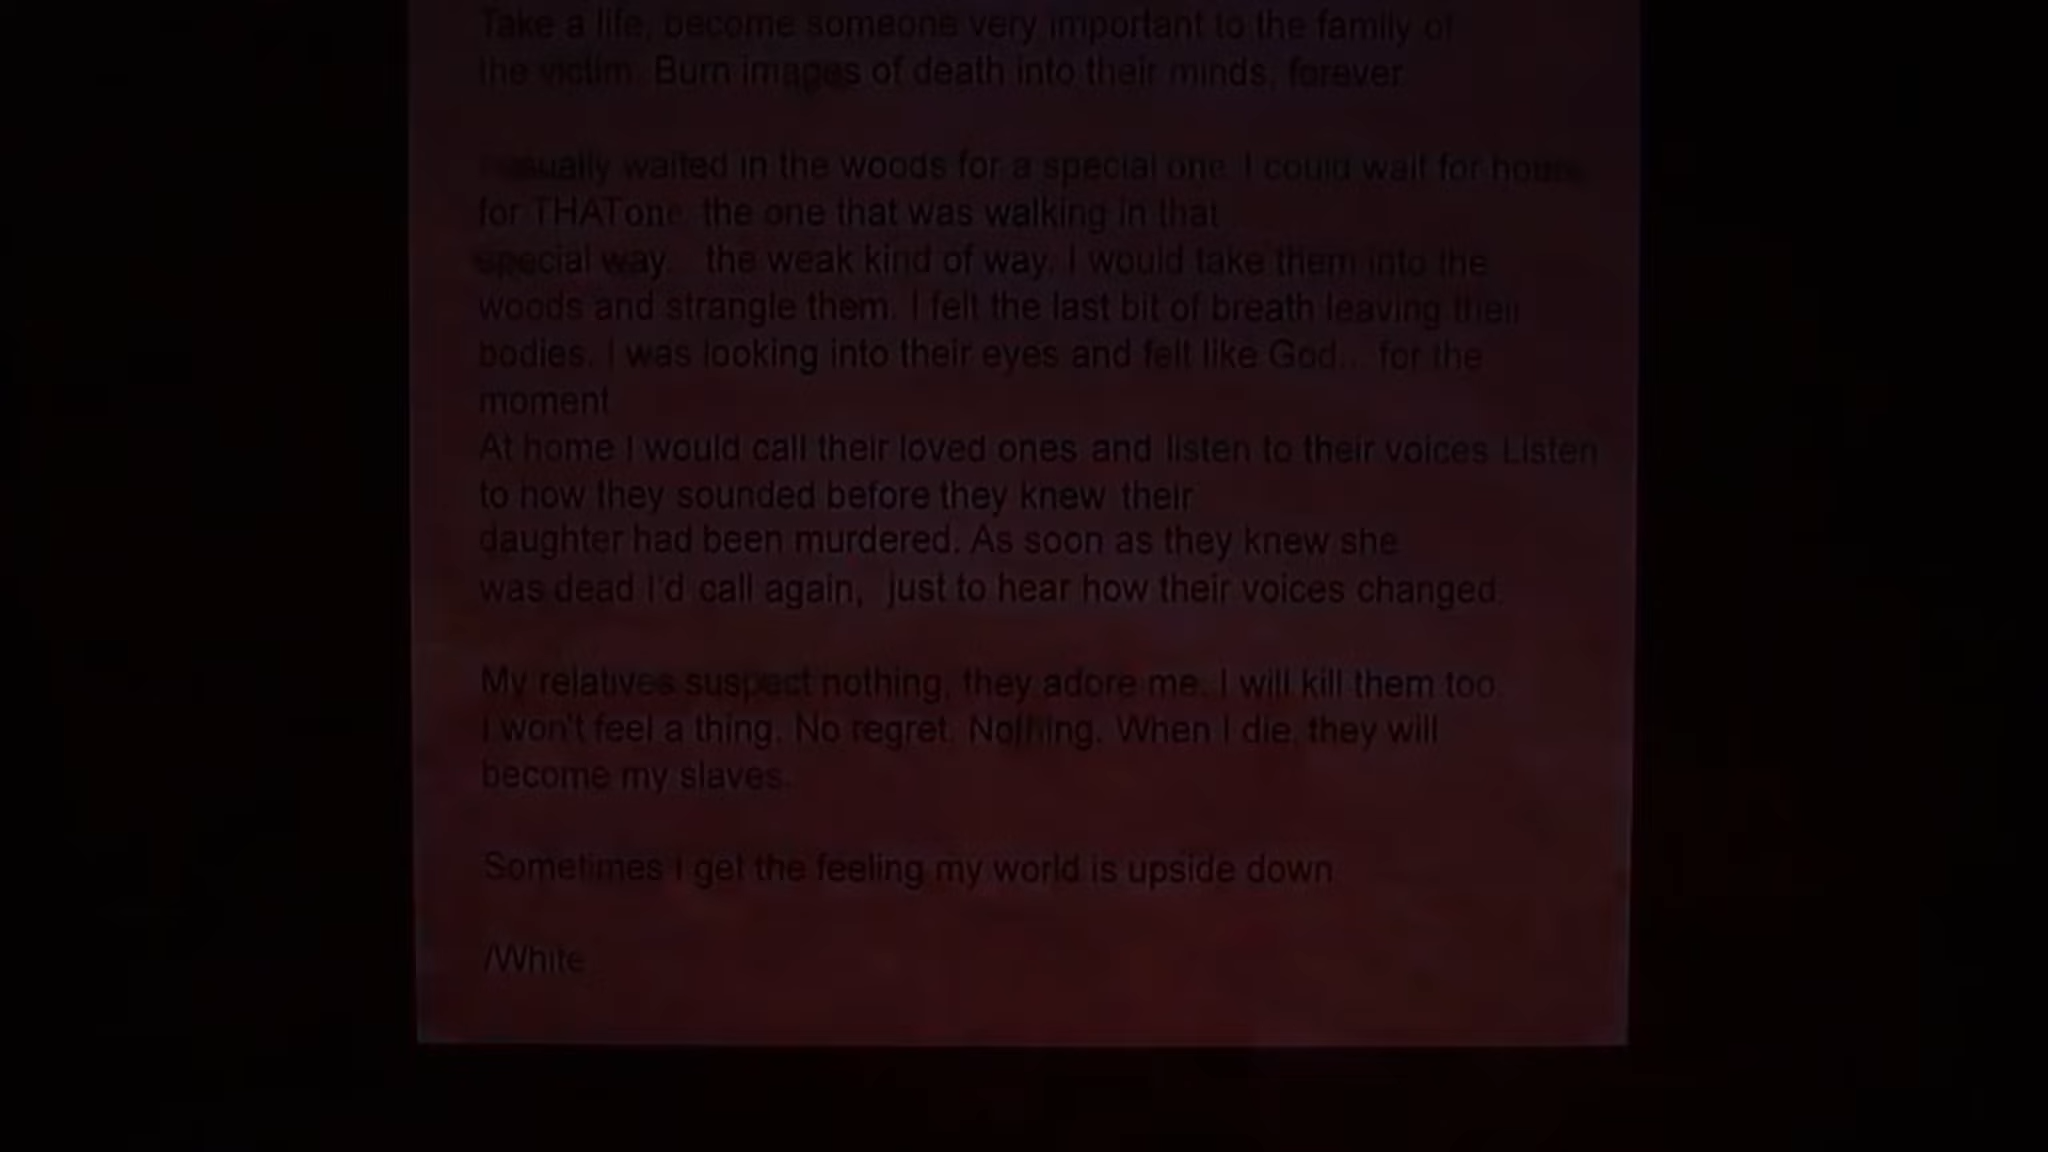 Take a life, become someone very important to the family of
the victim. Burn images of death into their minds, forever.
usually waited in the woods for a special one. I could wait for hours
for THATone, the one that was walking in that
special way... the weak kind of way. I would take them into the
woods and strangle them. I felt the last bit of breath leaving their
bodies. I was looking into their eyes and felt like God... for the
moment
At home I would call their loved ones and listen to their voices Listen
to how they sounded before they knew their
daughter had been murdered. As soon as they knew she
was dead I'd call again, just to hear how their voices changed.
My relatives suspect nothing, they adore me. I will kill them too.
I won't feel a thing. No regret. Nothing. When I die, they will
become my slaves.
Sometimes I get the feeling my world is upside down
/White